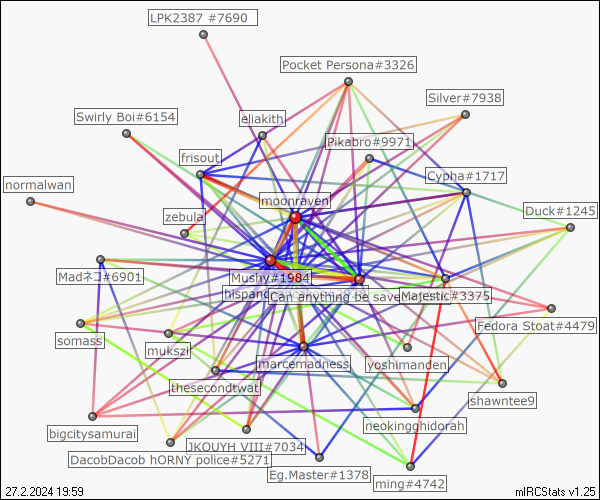 LPK2387 #7690
Pocket Persona#3326
Silver#7938
Swirly Boi#6154
eliakith
Pikabro#9971
frisout
Cypha#1717
normalwan
moonraven
zebula
Duck#1245
Madネコ#6901
Mushy#1984
Can anything be save
Majestic#3375
Fedora Stoat#4479
somass
mukszi
marcemadness
yoshimanden
thesecondtwat
shawntee9
neokingghidorah
bigcitysamurai
JKOUYH VIII#7034
DacobDacob hORNY police#5271
Eg.Master#1378
ming#4742
27.2.2024 19:59
mIRCStats v1.25